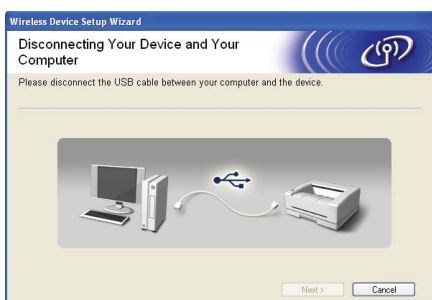 Wireless Device Setup Wizard
Disconnecting Your Device and Your
Computer
Please disconnect the USB cable between your computer and the device.
Next >
Cancel